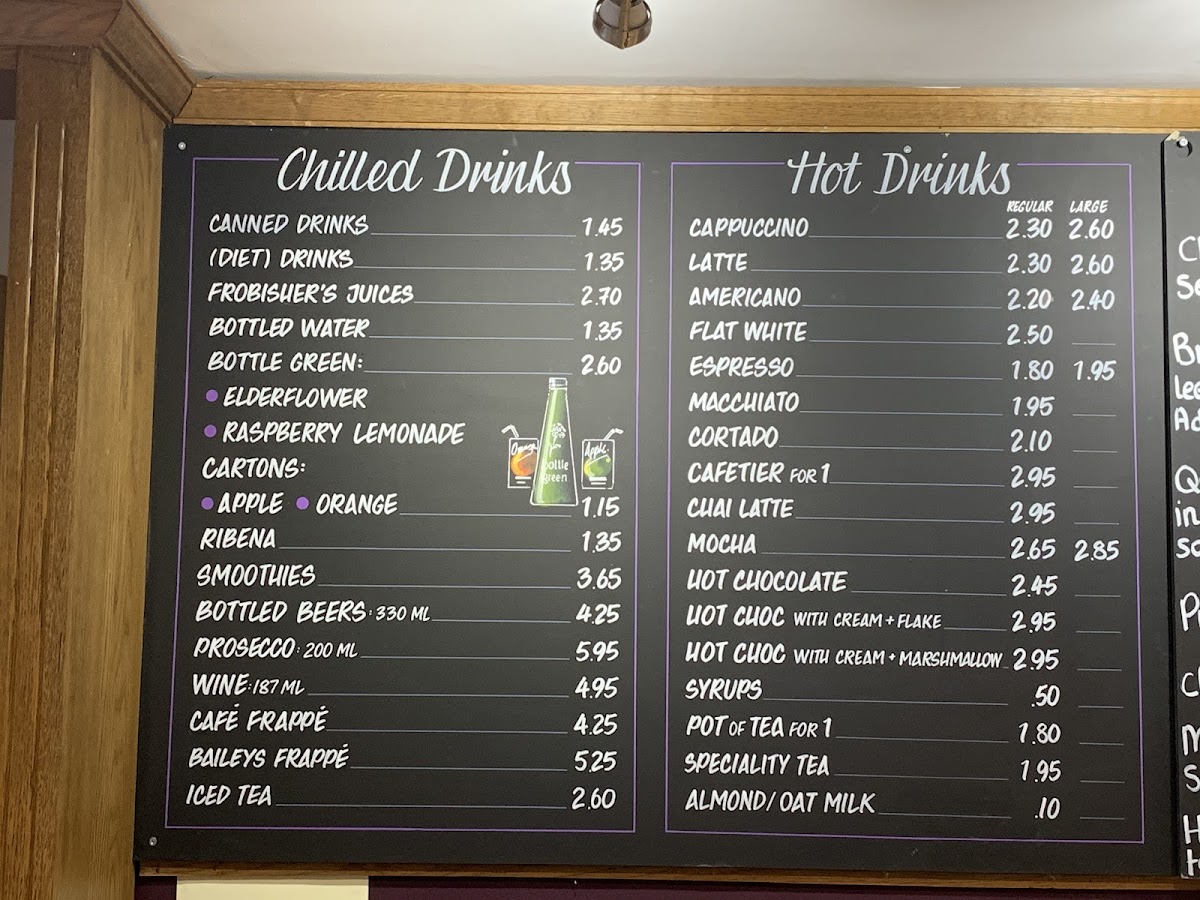 Chilled Drinks
CANNED DRINKS 1.45
(DIET) DRINKS 1.35
FROBISHER'S JUICES 2.70
BOTTLED WATER 1.35
BOTTLE GREEN: 2.60
• ELDERFLOWER
• RASPBERRY LEMONADE
CARTONS:
• APPLE • ORANGE 1.15
RIBENA 1.35
SMOOTHIES 3.65
BOTTLED BEERS: 330 ML 4.25
PROSECCO: 200 ML 5.95
WINE: 187 ML 4.95
CAFÉ FRAPPÉ 4.25
BAILEYS FRAPPÉ 5.25
ICED TEA 2.60
Orange
bottle
green
Apple
Hot Drinks
REGULAR LARGE
CAPPUCCINO 2.30 2.60
LATTE 2.30 2.60
AMERICANO 2.20 2.40
FLAT WHITE 2.50
ESPRESSO 1.80 1.95
MACCHIATO 1.95
CORTADO 2.10
CAFETIER FOR 1 2.95
CHAI LATTE 2.95
MOCHA 2.65 2.85
HOT CHOCOLATE 2.45
HOT CHOC WITH CREAM + FLAKE 2.95
HOT CHOC WITH CREAM + MARSHMALLOW 2.95
SYRUPS .50
POT OF TEA FOR 1 1.80
SPECIALITY TEA 1.95
ALMOND/OAT MILK .10